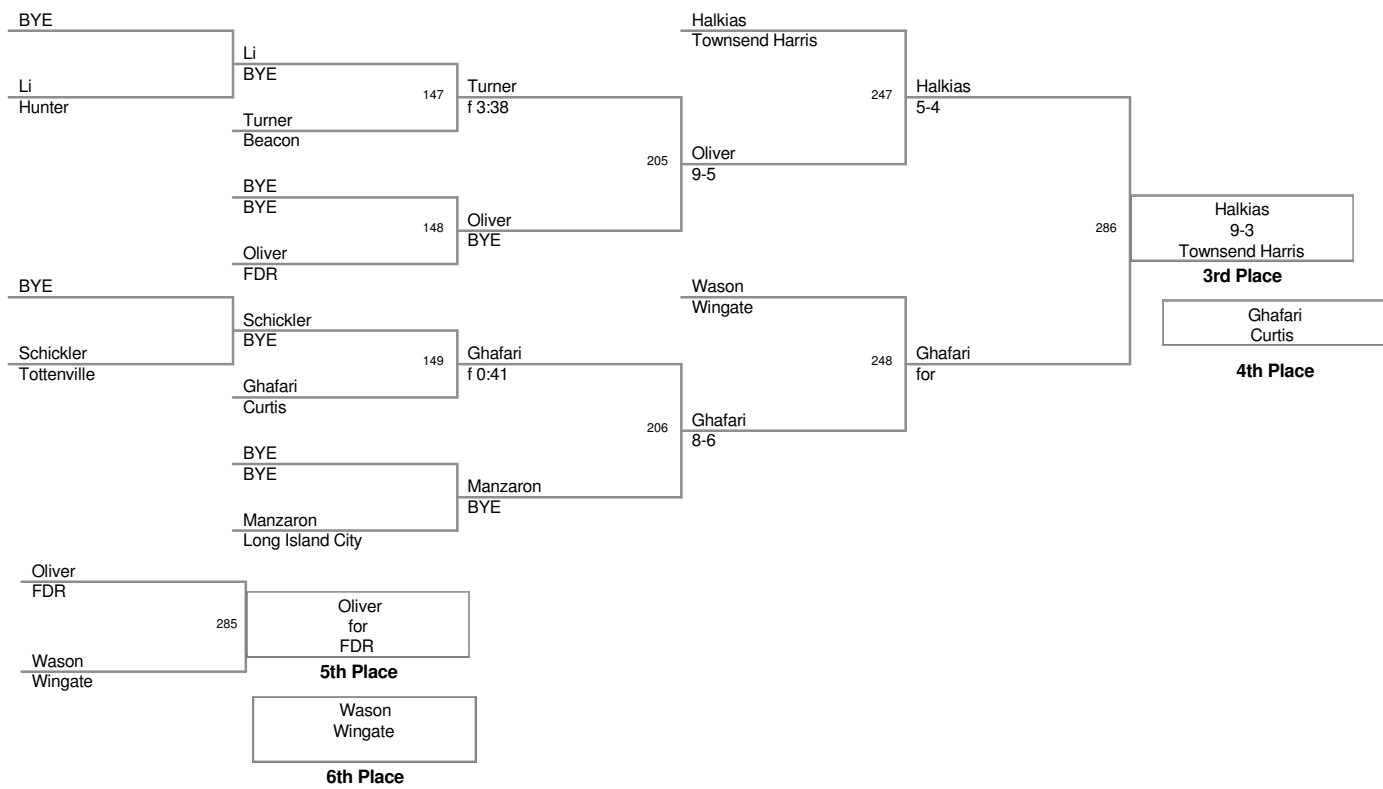 BYE
Li
Hunter
Li
BYE
147
Turner
Beacon
Turner
f 3:38
BYE
BYE
148
Oliver
FDR
Oliver
BYE
205
Oliver
9-5
Halkias
Townsend Harris
247
Halkias
5-4
BYE
Schickler
Tottenville
Schickler
BYE
149
Ghafari
Curtis
Ghafari
f 0:41
BYE
BYE
Manzaron
Long Island City
Manzaron
BYE
206
Ghafari
8-6
Wason
Wingate
248
Ghafari
for
286
Halkias
9-3
Townsend Harris
3rd Place
Ghafari
Curtis
4th Place
Oliver
FDR
285
Wason
Wingate
Oliver
for
FDR
5th Place
Wason
Wingate
6th Place